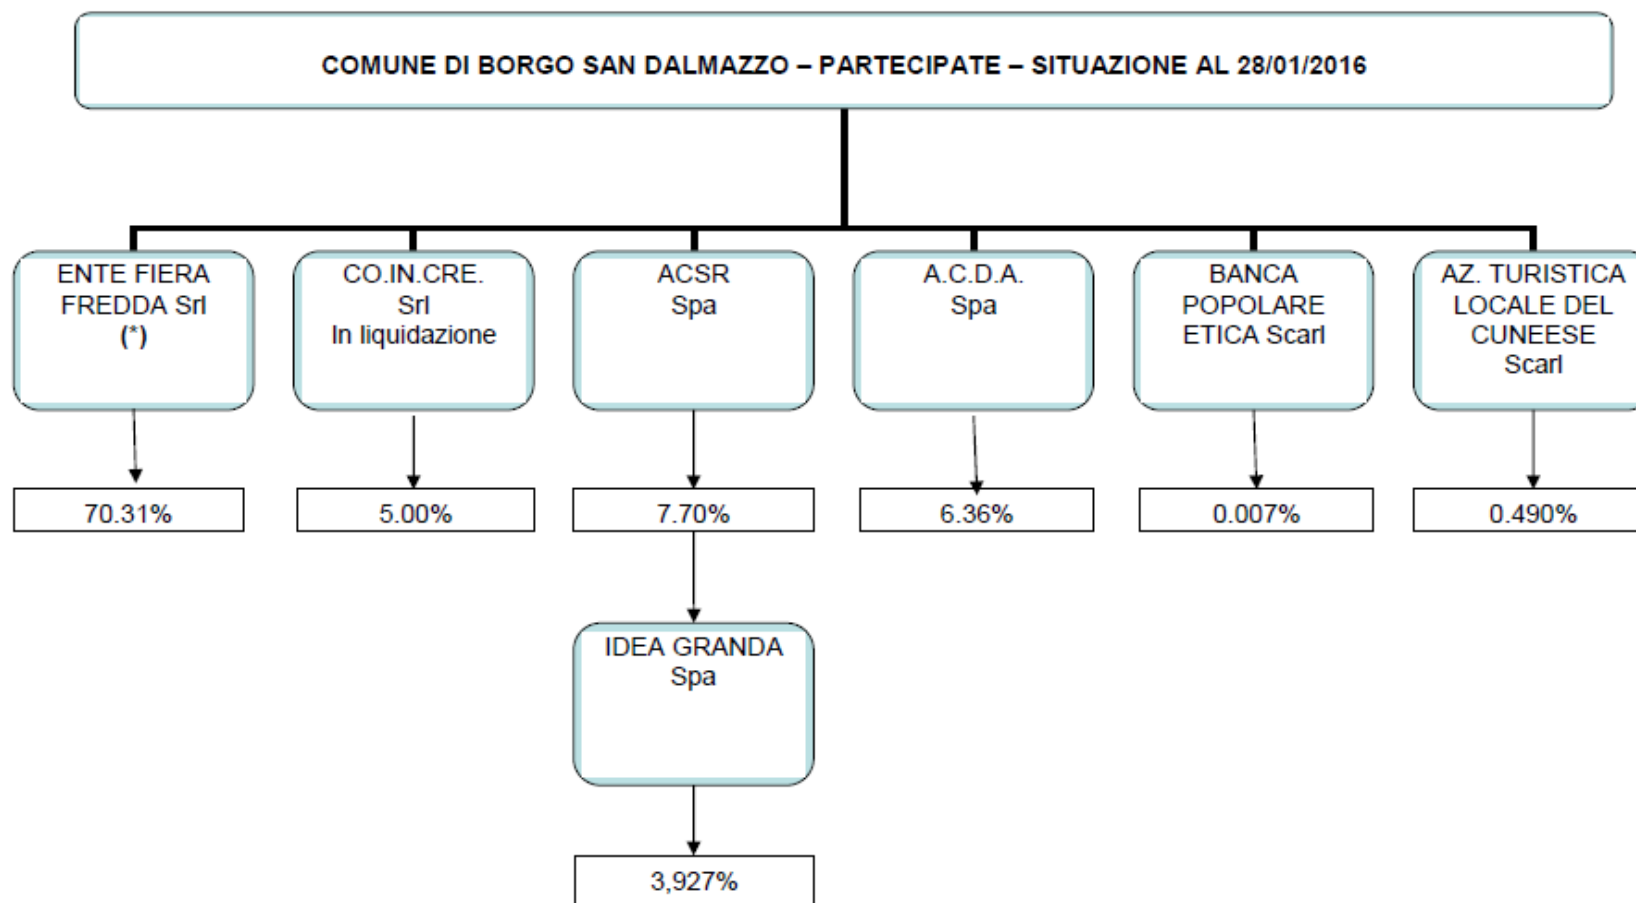 COMUNE DI BORGO SAN DALMAZZO – PARTECIPATE – SITUAZIONE AL 28/01/2016
ENTE FIERA
FREDDA Srl
(*)
CO.IN.CRE.
Srl
In liquidazione
ACSR
Spa
A.C.D.A.
Spa
BANCA
POPOLARE
ETICA Scarl
AZ. TURISTICA
LOCALE DEL
CUNEESE
Scarl
70.31%
5.00%
7.70%
6.36%
0.007%
0.490%
IDEA GRANDA
Spa
3,927%